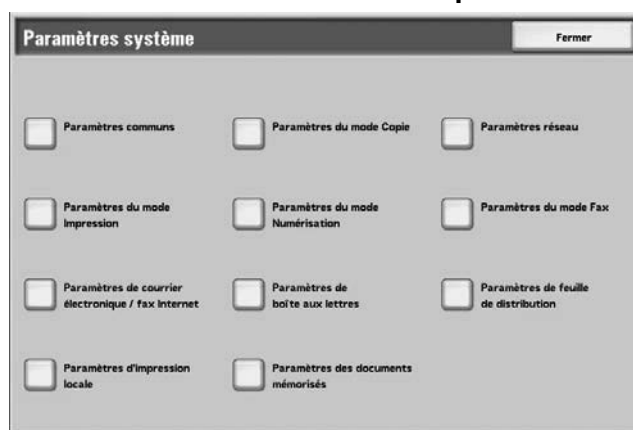 Paramètres système
Fermer
Paramètres communs
Paramètres du mode Copie
Paramètres réseau
Paramètres du mode
Impression
Paramètres du mode
Numérisation
Paramètres du mode Fax
Paramètres de courrier
électronique / fax Internet
Paramètres de
boîte aux lettres
Paramètres de feuille
de distribution
Paramètres d'impression
locale
Paramètres des documents
mémorisés